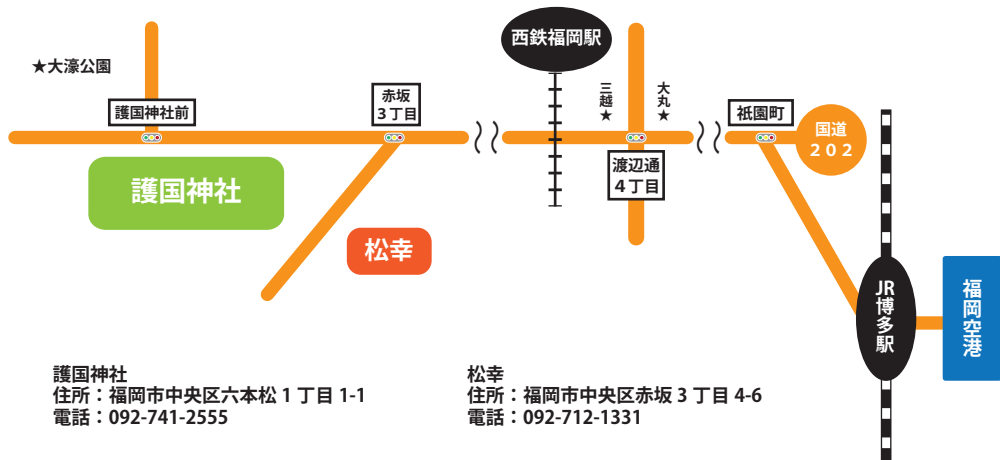 西鉄福岡駅
★大濠公園
護国神社前
赤坂
３丁目
三越★
大丸★
祇園町
国道
２０２
渡辺通
４丁目
護国神社
松幸
JR博多駅
福岡空港
護国神社
住所：福岡市中央区六本松 1 丁目 1-1
電話：092-741-2555
松幸
住所：福岡市中央区赤坂 3 丁目 4-6
電話：092-712-1331